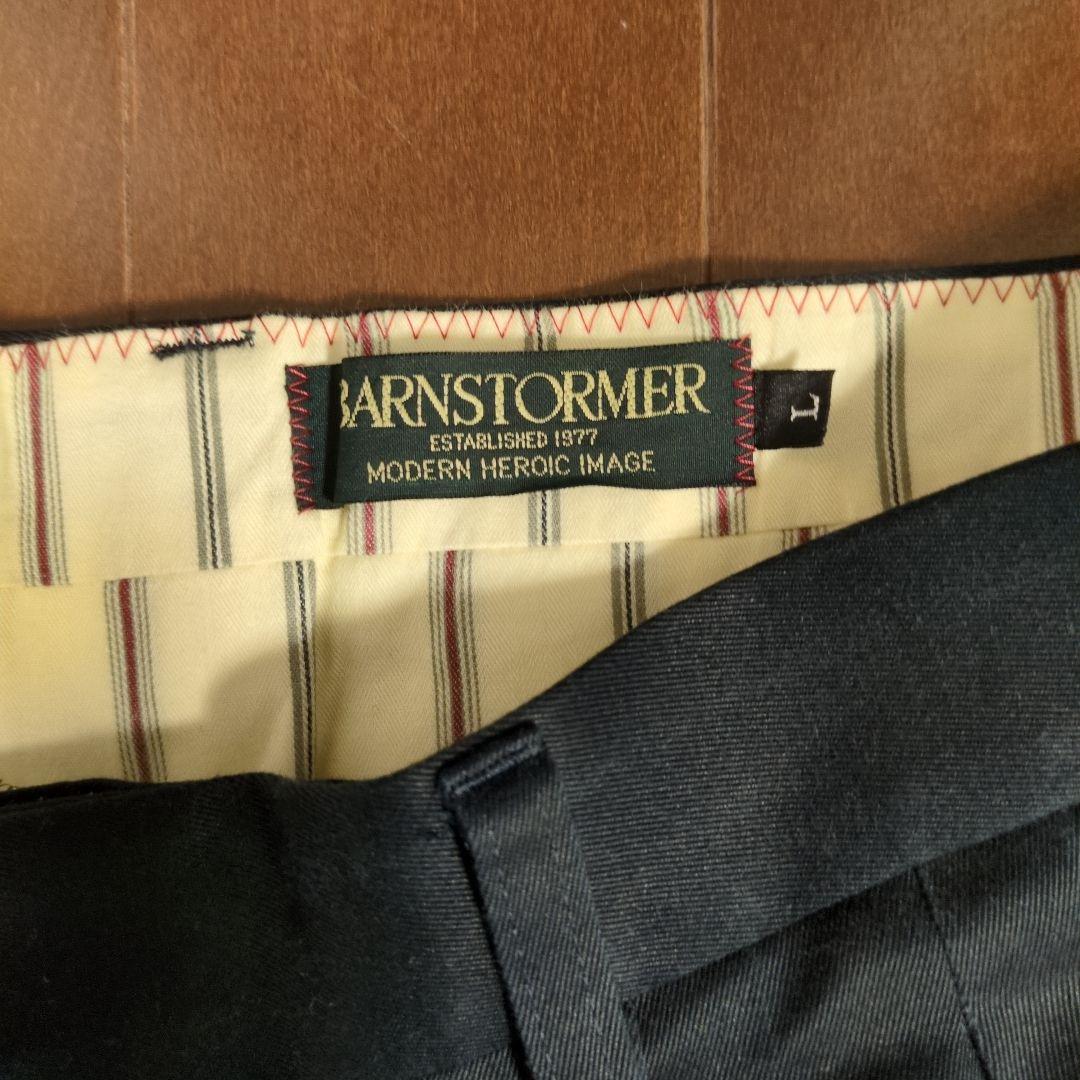 BARNSTORMER
ESTABLISHED 1977
MODERN HEROIC IMAGE
L